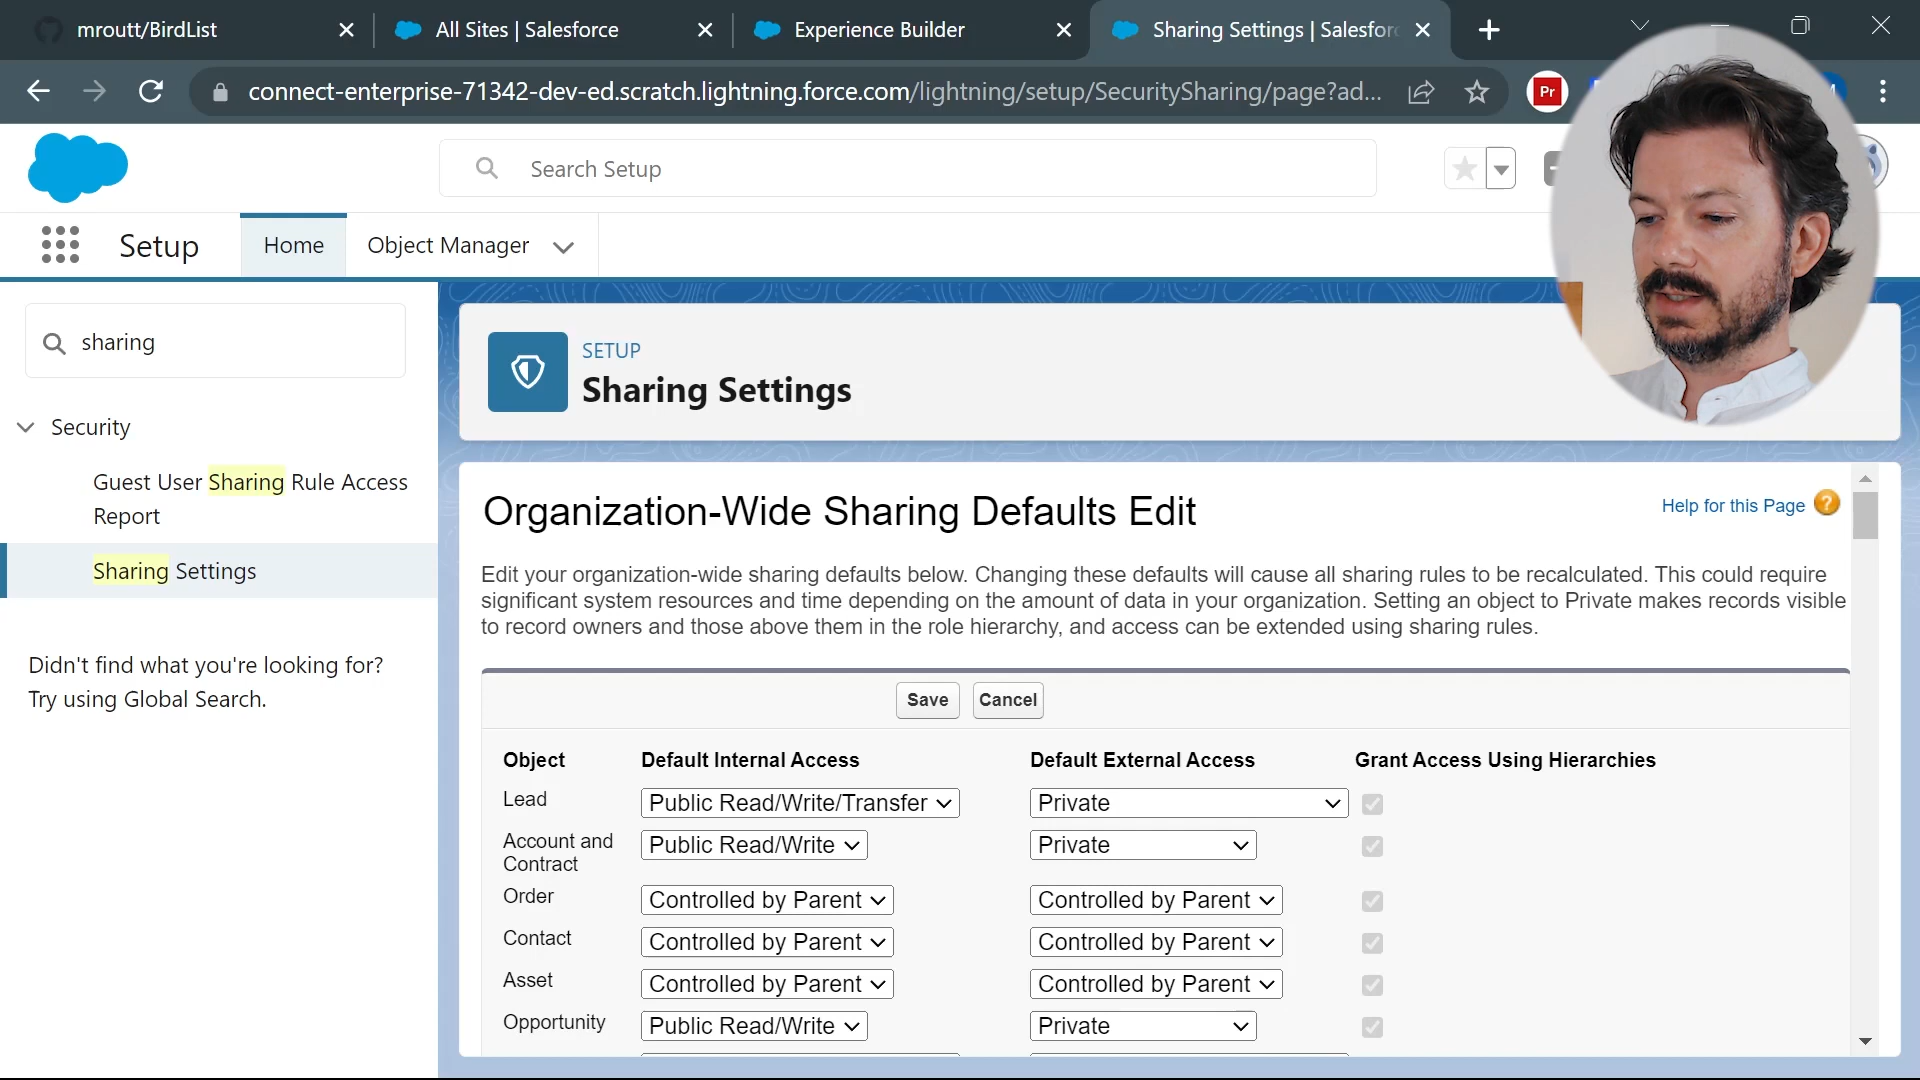 mroutt/BirdList
All Sites | Salesforce
Experience Builder
Sharing Settings | Salesforc
connect-enterprise-71342-dev-ed.scratch.lightning.force.com/lightning/setup/SecuritySharing/page?ad...
Pr
Search Setup
Setup
Home
Object Manager
sharing
Security
Guest User Sharing Rule Access
Report
Sharing Settings
Didn't find what you're looking for?
Try using Global Search.
SETUP
Sharing Settings
Organization-Wide Sharing Defaults Edit
Help for this Page ?
Edit your organization-wide sharing defaults below. Changing these defaults will cause all sharing rules to be recalculated. This could require
significant system resources and time depending on the amount of data in your organization. Setting an object to Private makes records visible
to record owners and those above them in the role hierarchy, and access can be extended using sharing rules.
Save Cancel
Object Default Internal Access Default External Access Grant Access Using Hierarchies
Lead Public Read/Write/Transfer Private
Account and
Contract Public Read/Write Private
Order Controlled by Parent Controlled by Parent
Contact Controlled by Parent Controlled by Parent
Asset Controlled by Parent Controlled by Parent
Opportunity Public Read/Write Private